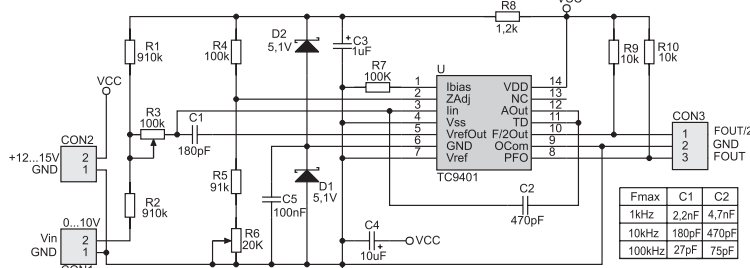 VCC
R8
1,2k
R1
910k
R4
100k
D2
5,1V
C3
1uF
+
R9
10k
R10
10k
VCC
R7
100K
U
1 Ibias VDD 14
2 ZAdj NC 13
3 Iin AOut 12
4 Vss TD 11
5 VrefOut F/2Out 10
6 GND OCom 9
7 Vref PFO 8
TC9401
R3
100k
C1
180pF
CON2
+12...15V 2
GND 1
CON3
1 FOUT/2
2 GND
3 FOUT
R5
91k
D1
5,1V
C5
100nF
C2
470pF
R2
910k
R6
20K
C4
10uF
+
VCC
0...10V
Vin 2
GND 1
CON1
Fmax C1 C2
1kHz 2,2nF 4,7nF
10kHz 180pF 470pF
100kHz 27pF 75pF